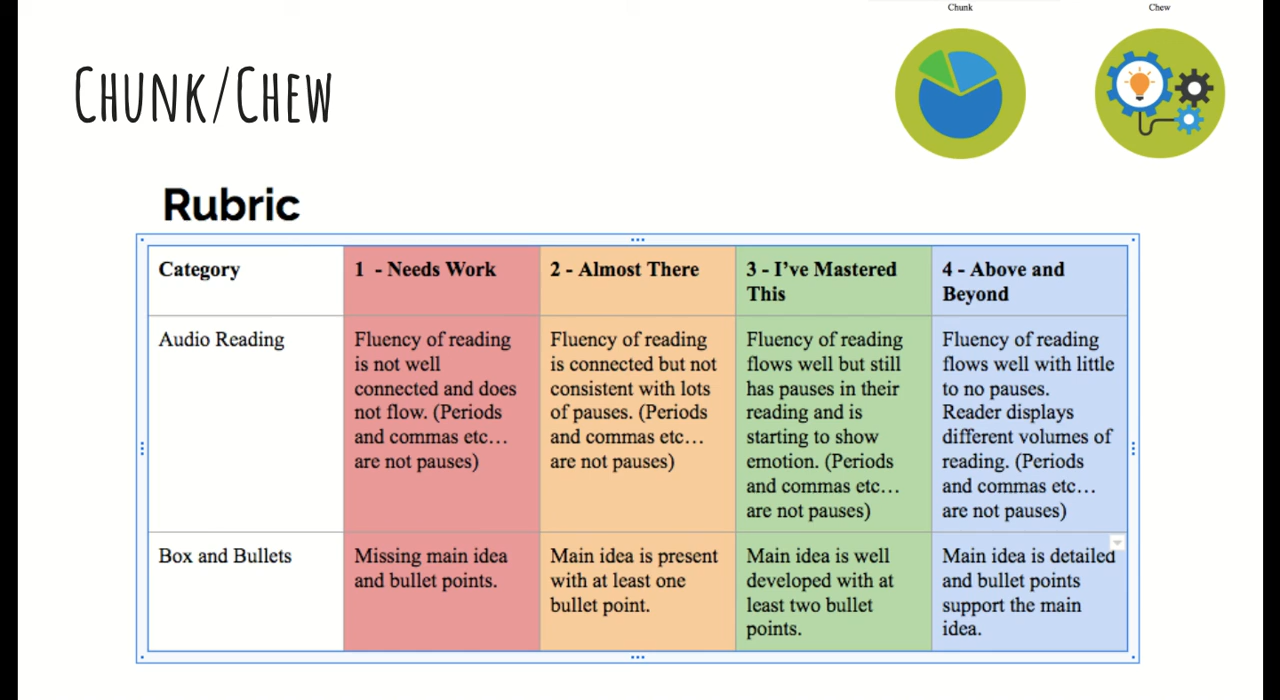 Chunk
Chew
Chunk/Chew
Rubric
Category
1 - Needs Work
2 - Almost There
3 - I've Mastered
This
4 - Above and
Beyond
Audio Reading
Fluency of reading
is not well
connected and does
not flow. (Periods
and commas etc…
are not pauses)
Fluency of reading
is connected but not
consistent with lots
of pauses. (Periods
and commas etc…
are not pauses)
Fluency of reading
flows well but still
has pauses in their
reading and is
starting to show
emotion. (Periods
and commas etc…
are not pauses)
Fluency of reading
flows well with little
to no pauses.
Reader displays
different volumes of
reading. (Periods
and commas etc…
are not pauses)
Box and Bullets
Missing main idea
and bullet points.
Main idea is present
with at least one
bullet point.
Main idea is well
developed with at
least two bullet
points.
Main idea is detailed
and bullet points
support the main
idea.